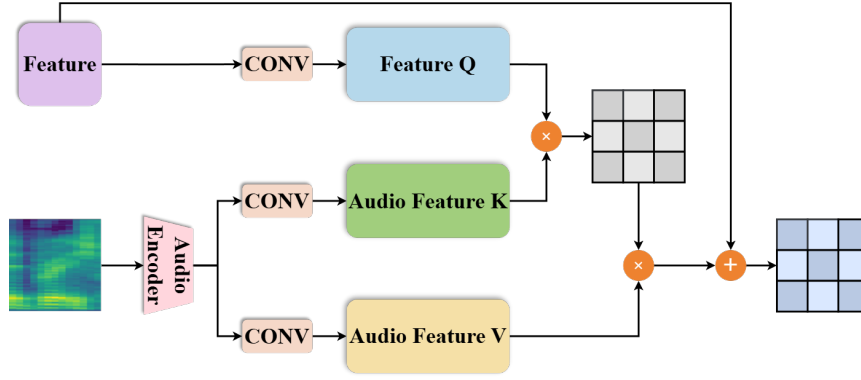 Feature
CONV
Feature Q
×
CONV
Audio Feature K
Audio
Encoder
×
+
CONV
Audio Feature V